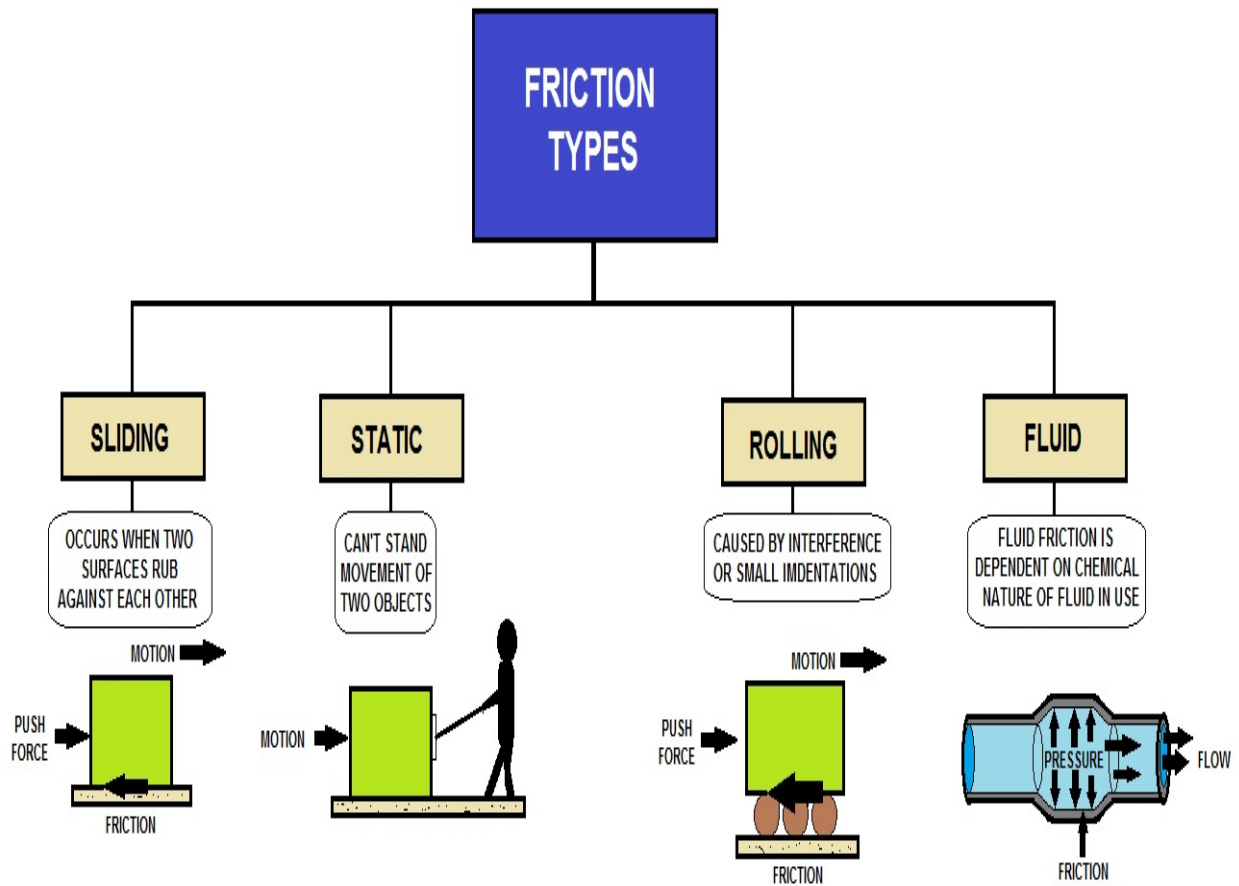 FRICTION
TYPES
SLIDING
STATIC
ROLLING
FLUID
OCCURS WHEN TWO
SURFACES RUB
AGAINST EACH OTHER
CAN'T STAND
MOVEMENT OF
TWO OBJECTS
CAUSED BY INTERFERENCE
OR SMALL IMDENTATIONS
FLUID FRICTION IS
DEPENDENT ON CHEMICAL
NATURE OF FLUID IN USE
MOTION
PUSH
FORCE
FRICTION
MOTION
MOTION
PUSH
FORCE
FRICTION
PRESSURE
FLOW
FRICTION